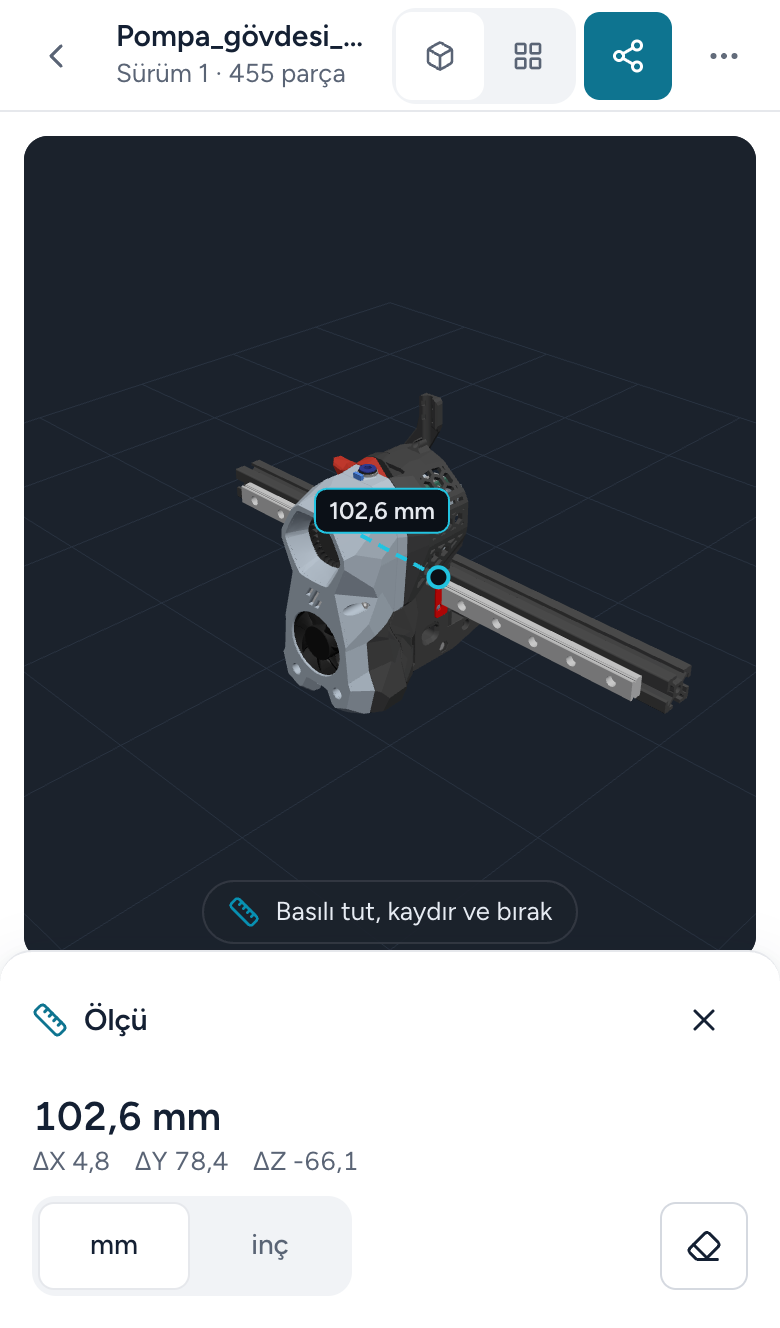 Pompa_gövdesi_...
Sürüm 1 · 455 parça
102,6 mm
Basılı tut, kaydır ve bırak
Ölçü
102,6 mm
ΔX 4,8 ΔY 78,4 ΔZ -66,1
mm inç